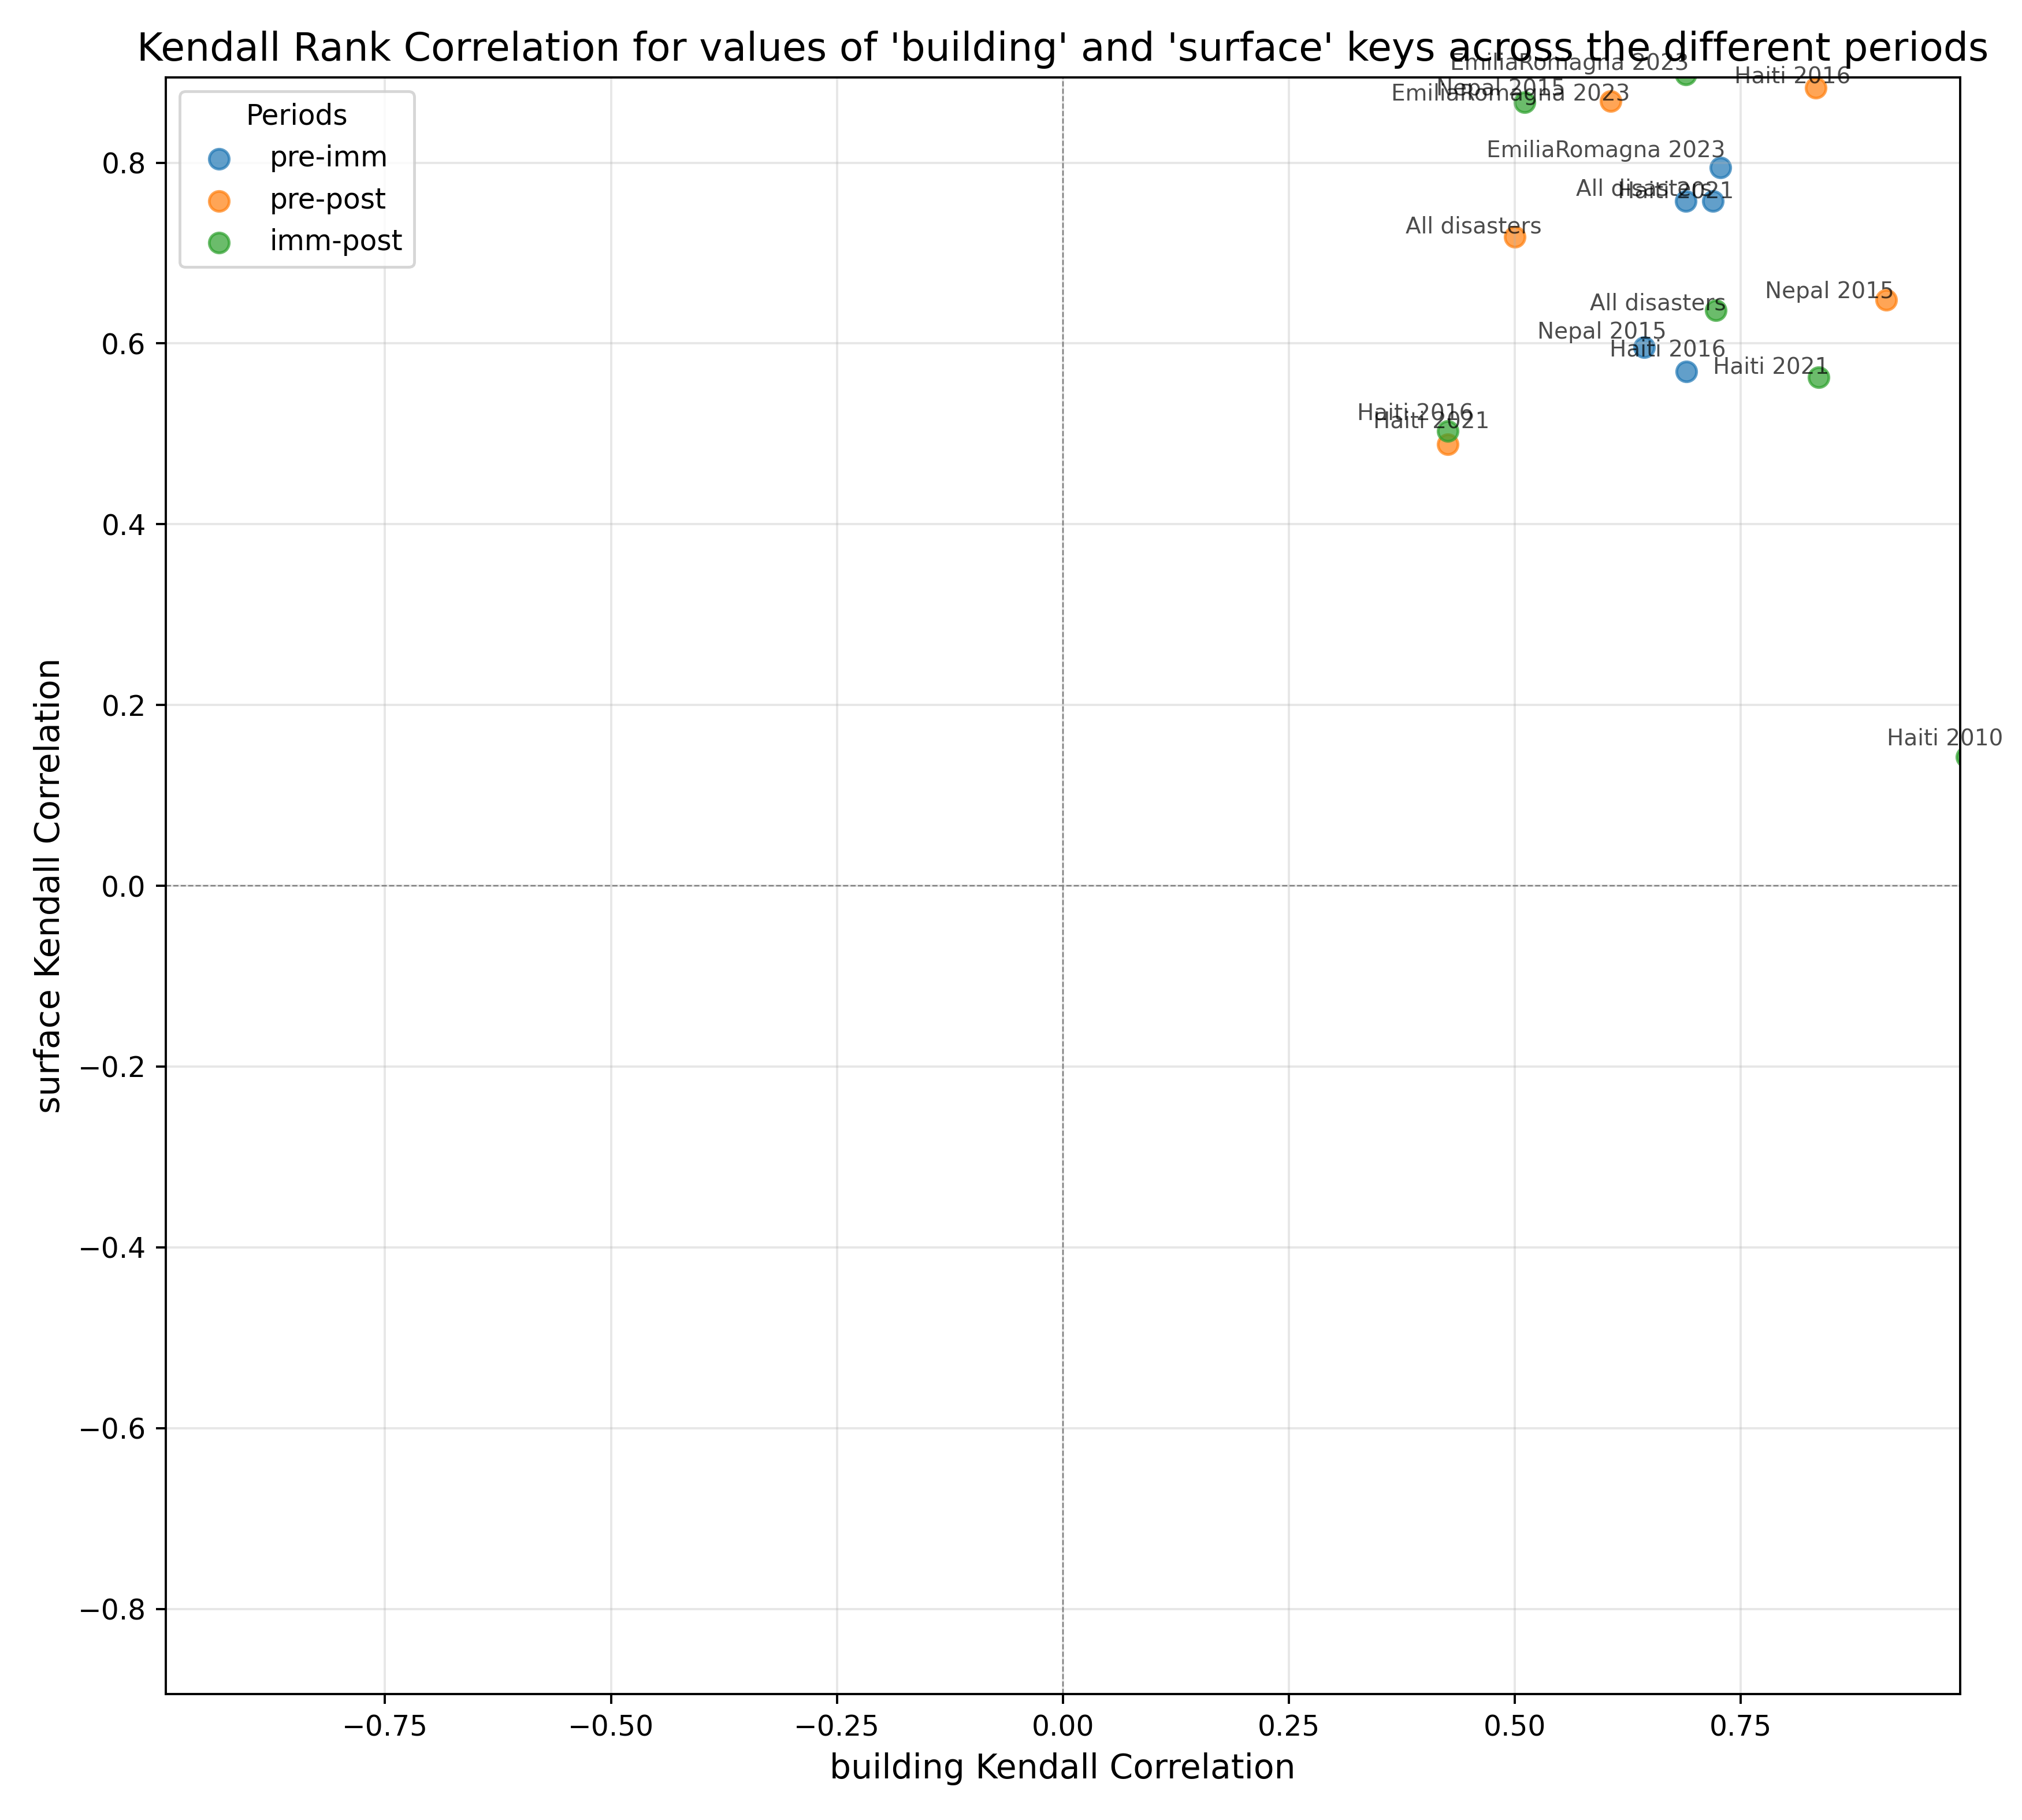 Kendall Rank Correlation for values of 'building' and 'surface' keys across the different periods
Periods
pre-imm
pre-post
imm-post
EmiliaRomagna 2023
Haiti 2016
Nepal 2015
EmiliaRomagna 2023
EmiliaRomagna 2023
All disasters
Haiti 2021
All disasters
Nepal 2015
All disasters
Nepal 2015
Haiti 2016
Haiti 2021
Haiti 2016
Haiti 2021
Haiti 2010
0.8
0.6
0.4
0.2
0.0
−0.2
−0.4
−0.6
−0.8
surface Kendall Correlation
−0.75
−0.50
−0.25
0.00
0.25
0.50
0.75
building Kendall Correlation